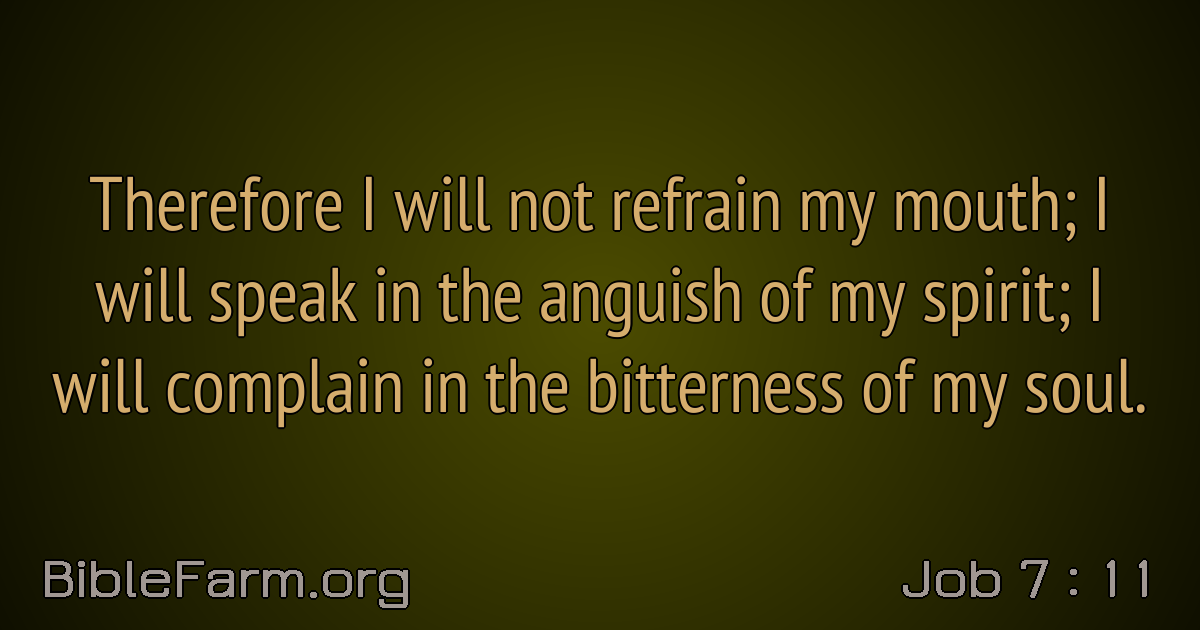 Therefore I will not refrain my mouth; I
will speak in the anguish of my spirit; I
will complain in the bitterness of my soul.
BibleFarm.org
Job 7 : 11